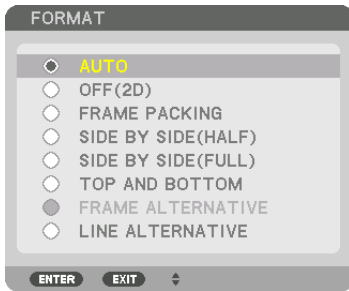 FORMAT
AUTO
OFF(2D)
FRAME PACKING
SIDE BY SIDE(HALF)
SIDE BY SIDE(FULL)
TOP AND BOTTOM
FRAME ALTERNATIVE
LINE ALTERNATIVE
ENTER EXIT